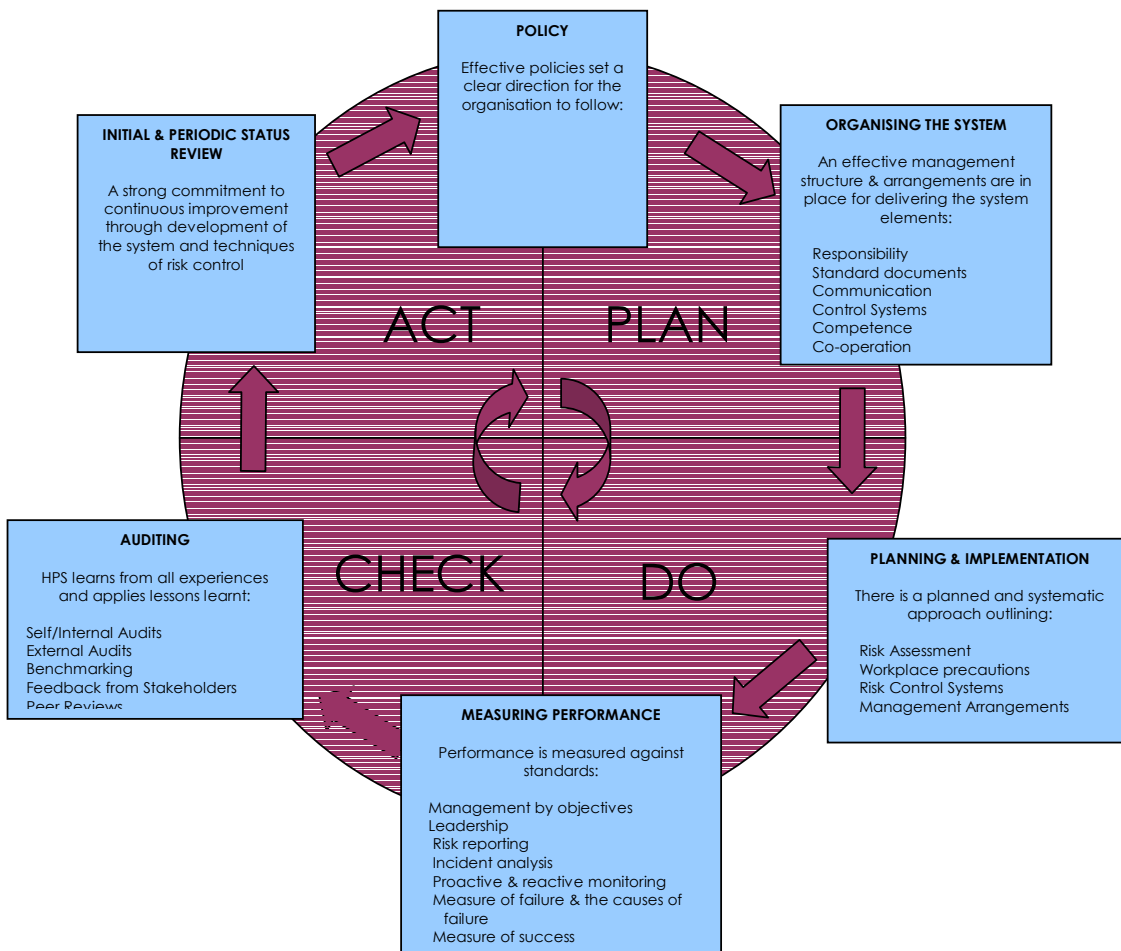 POLICY
Effective policies set a
clear direction for the
organisation to follow:
ORGANISING THE SYSTEM
An effective management
structure & arrangements are in
place for delivering the system
elements:
Responsibility
Standard documents
Communication
Control Systems
Competence
Co-operation
INITIAL & PERIODIC STATUS
REVIEW
A strong commitment to
continuous improvement
through development of
the system and techniques
of risk control
ACT
PLAN
CHECK
DO
AUDITING
HPS learns from all experiences
and applies lessons learnt:
Self/Internal Audits
External Audits
Benchmarking
Feedback from Stakeholders
Peer Reviews
PLANNING & IMPLEMENTATION
There is a planned and systematic
approach outlining:
Risk Assessment
Workplace precautions
Risk Control Systems
Management Arrangements
MEASURING PERFORMANCE
Performance is measured against
standards:
Management by objectives
Leadership
Risk reporting
Incident analysis
Proactive & reactive monitoring
Measure of failure & the causes of
failure
Measure of success